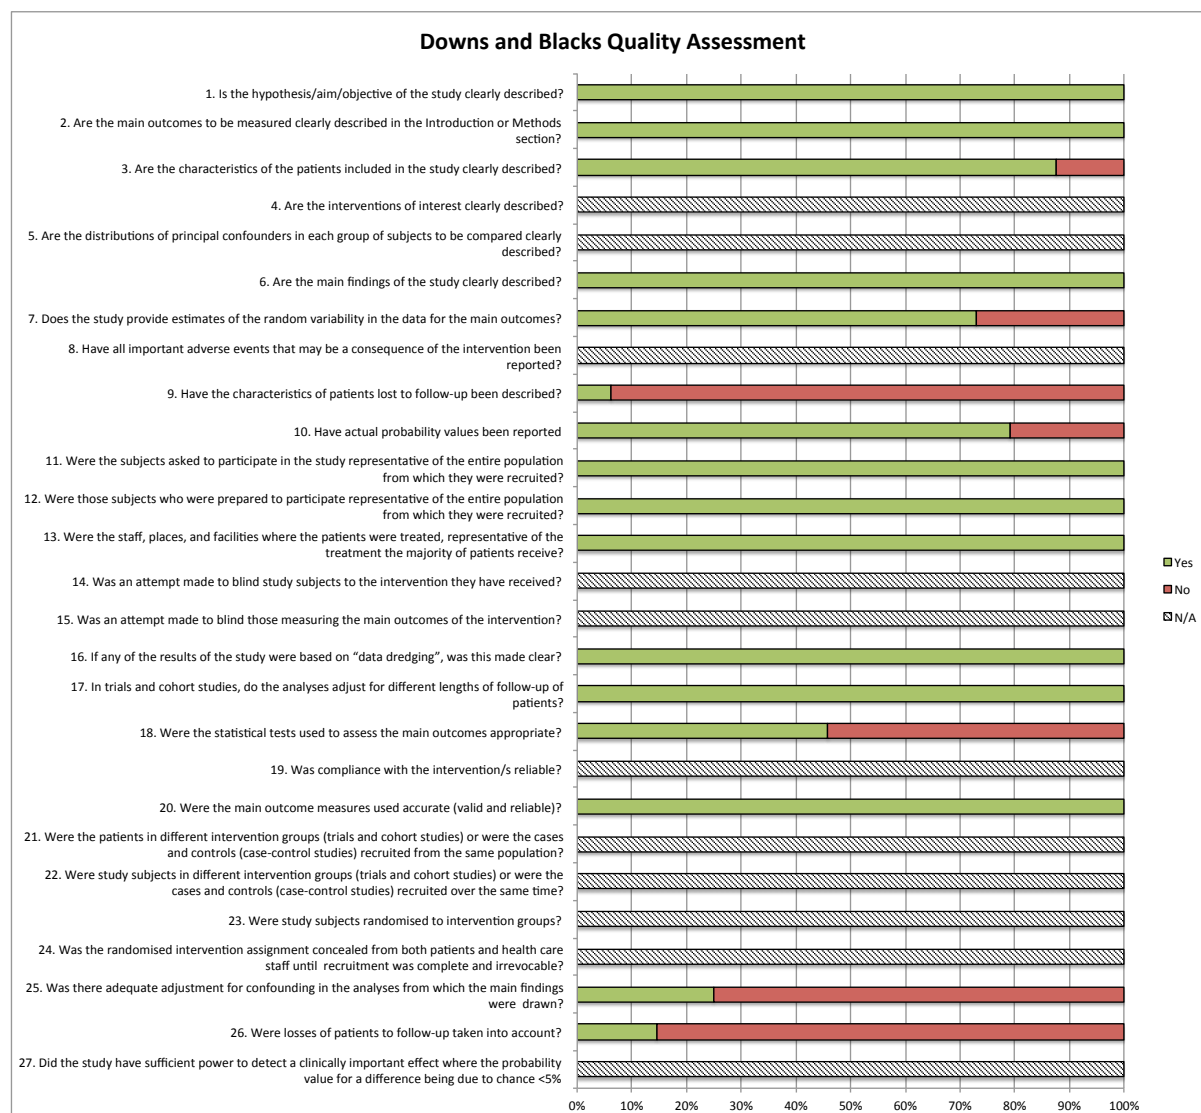 Downs and Blacks Quality Assessment
1. Is the hypothesis/aim/objective of the study clearly described?
2. Are the main outcomes to be measured clearly described in the Introduction or Methods
section?
3. Are the characteristics of the patients included in the study clearly described?
4. Are the interventions of interest clearly described?
5. Are the distributions of principal confounders in each group of subjects to be compared clearly
described?
6. Are the main findings of the study clearly described?
7. Does the study provide estimates of the random variability in the data for the main outcomes?
8. Have all important adverse events that may be a consequence of the intervention been
reported?
9. Have the characteristics of patients lost to follow-up been described?
10. Have actual probability values been reported
11. Were the subjects asked to participate in the study representative of the entire population
from which they were recruited?
12. Were those subjects who were prepared to participate representative of the entire population
from which they were recruited?
13. Were the staff, places, and facilities where the patients were treated, representative of the
treatment the majority of patients receive?
14. Was an attempt made to blind study subjects to the intervention they have received?
15. Was an attempt made to blind those measuring the main outcomes of the intervention?
16. If any of the results of the study were based on “data dredging”, was this made clear?
17. In trials and cohort studies, do the analyses adjust for different lengths of follow-up of
patients?
18. Were the statistical tests used to assess the main outcomes appropriate?
19. Was compliance with the intervention/s reliable?
20. Were the main outcome measures used accurate (valid and reliable)?
21. Were the patients in different intervention groups (trials and cohort studies) or were the cases
and controls (case-control studies) recruited from the same population?
22. Were study subjects in different intervention groups (trials and cohort studies) or were the
cases and controls (case-control studies) recruited over the same time?
23. Were study subjects randomised to intervention groups?
24. Was the randomised intervention assignment concealed from both patients and health care
staff until recruitment was complete and irrevocable?
25. Was there adequate adjustment for confounding in the analyses from which the main findings
were drawn?
26. Were losses of patients to follow-up taken into account?
27. Did the study have sufficient power to detect a clinically important effect where the probability
value for a difference being due to chance <5%
0% 10% 20% 30% 40% 50% 60% 70% 80% 90% 100%
Yes
No
N/A